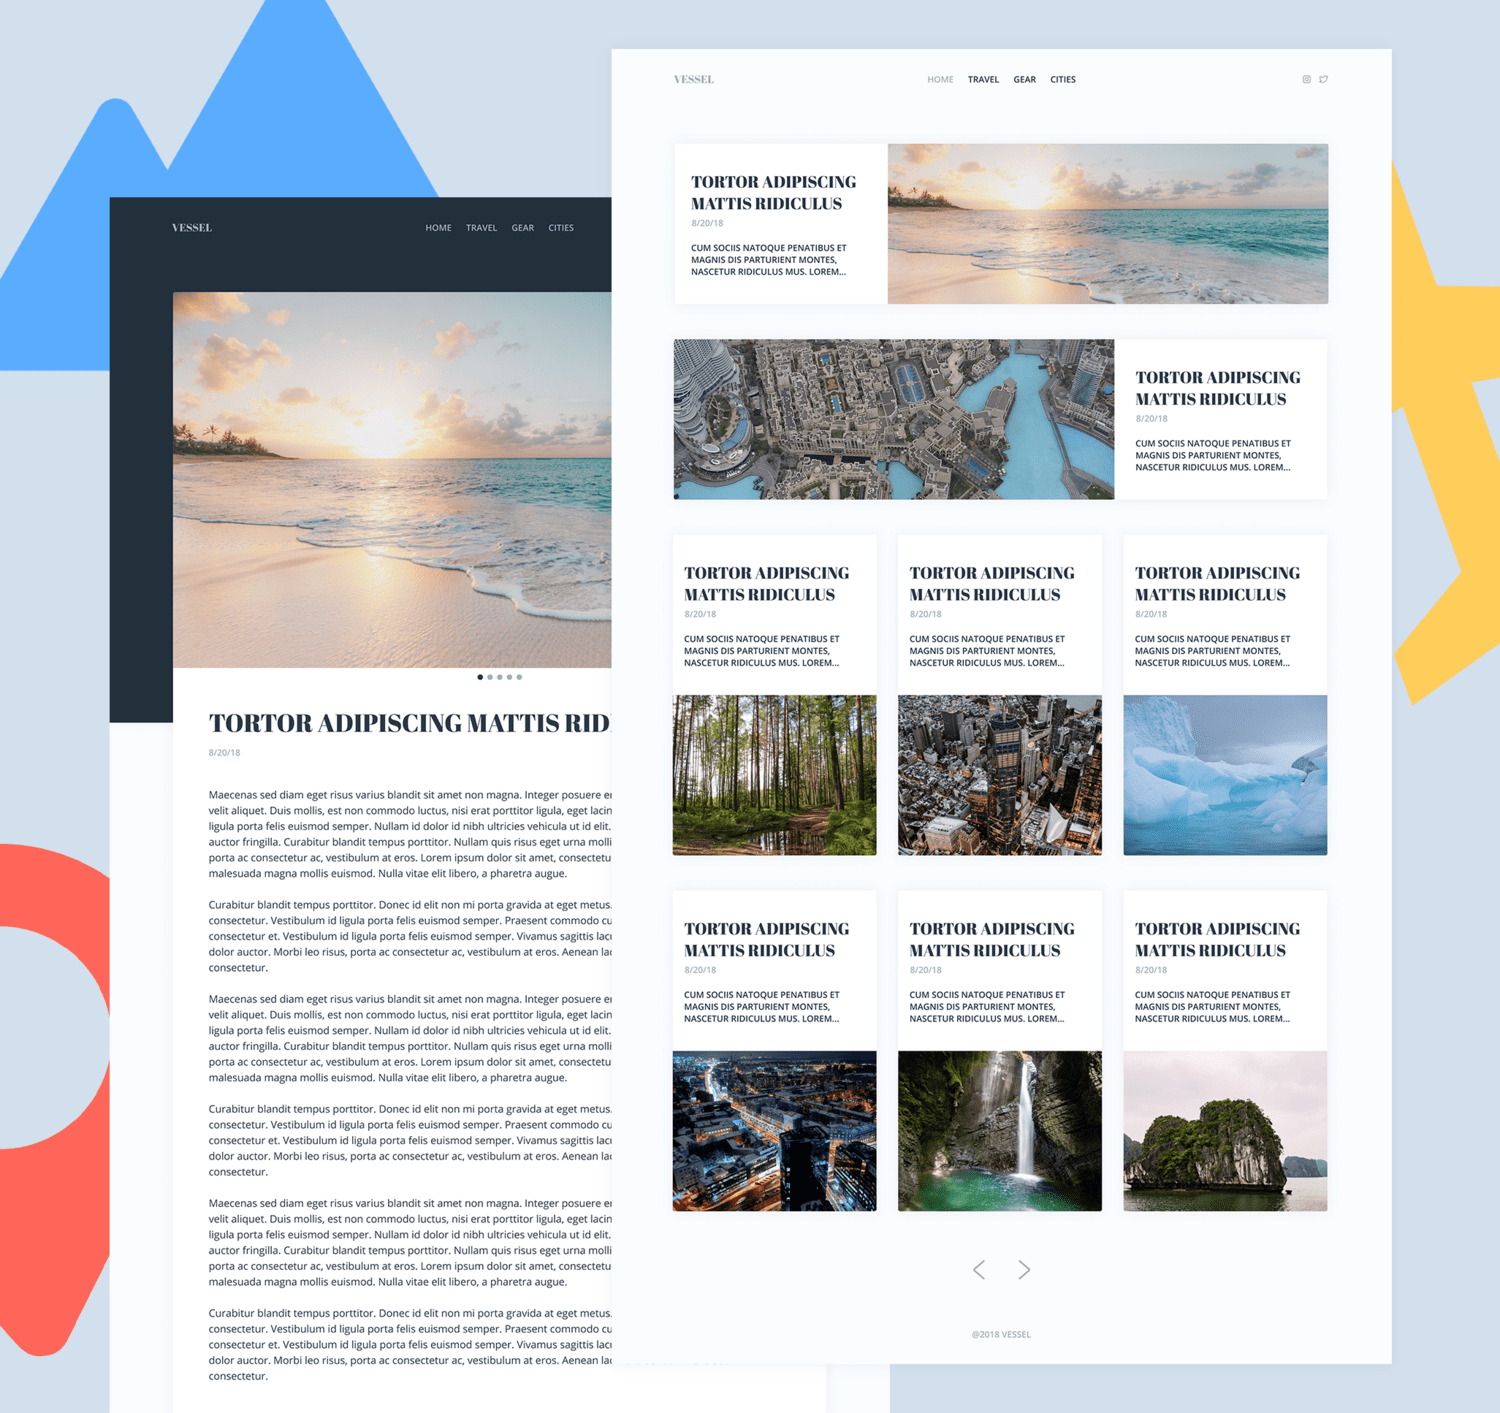 VESSEL
HOME TRAVEL GEAR CITIES
TORTOR ADIPISCING MATTIS RID
8/20/18
Maecenas sed diam eget risus varius blandit sit amet non magna. Integer posuere
velit aliquet. Duis mollis, est non commodo luctus, nisi erat porttitor ligula, eget
ligula porta felis euismod semper. Nullam id dolor id nibh ultricies vehicula ut id elit.
auctor fringilla. Curabitur blandit tempus porttitor. Nullam quis risus eget urna
porta ac consectetur ac, vestibulum at eros. Lorem ipsum dolor sit amet,
malesuada magna mollis euismod. Nulla vitae elit libero, a pharetra augue.
Curabitur blandit tempus porttitor. Donec id elit non mi porta gravida at eget metus.
consectetur. Vestibulum id ligula porta felis euismod semper. Praesent commodo
consectetur et. Vestibulum id ligula porta felis euismod semper. Vivamus sagittis
dolor auctor. Morbi leo risus, porta ac consectetur ac, vestibulum at eros. Aenean
consectetur.
Maecenas sed diam eget risus varius blandit sit amet non magna. Integer posuere
velit aliquet. Duis mollis, est non commodo luctus, nisi erat porttitor ligula, eget
ligula porta felis euismod semper. Nullam id dolor id nibh ultricies vehicula ut id elit.
auctor fringilla. Curabitur blandit tempus porttitor. Nullam quis risus eget urna
porta ac consectetur ac, vestibulum at eros. Lorem ipsum dolor sit amet,
malesuada magna mollis euismod. Nulla vitae elit libero, a pharetra augue.
Curabitur blandit tempus porttitor. Donec id elit non mi porta gravida at eget metus.
consectetur. Vestibulum id ligula porta felis euismod semper. Praesent commodo
consectetur et. Vestibulum id ligula porta felis euismod semper. Vivamus sagittis
dolor auctor. Morbi leo risus, porta ac consectetur ac, vestibulum at eros. Aenean
consectetur.
Maecenas sed diam eget risus varius blandit sit amet non magna. Integer posuere
velit aliquet. Duis mollis, est non commodo luctus, nisi erat porttitor ligula, eget
ligula porta felis euismod semper. Nullam id dolor id nibh ultricies vehicula ut id elit.
auctor fringilla. Curabitur blandit tempus porttitor. Nullam quis risus eget urna
porta ac consectetur ac, vestibulum at eros. Lorem ipsum dolor sit amet,
malesuada magna mollis euismod. Nulla vitae elit libero, a pharetra augue.
Curabitur blandit tempus porttitor. Donec id elit non mi porta gravida at eget metus.
consectetur. Vestibulum id ligula porta felis euismod semper. Praesent commodo
consectetur et. Vestibulum id ligula porta felis euismod semper. Vivamus sagittis
dolor auctor. Morbi leo risus, porta ac consectetur ac, vestibulum at eros. Aenean
consectetur.
VESSEL
HOME TRAVEL GEAR CITIES
TORTOR ADIPISCING
MATTIS RIDICULUS
8/20/18
CUM SOCIIS NATOQUE PENATIBUS ET
MAGNIS DIS PARTURIENT MONTES,
NASCETUR RIDICULUS MUS. LOREM...
TORTOR ADIPISCING
MATTIS RIDICULUS
8/20/18
CUM SOCIIS NATOQUE PENATIBUS ET
MAGNIS DIS PARTURIENT MONTES,
NASCETUR RIDICULUS MUS. LOREM...
TORTOR ADIPISCING
MATTIS RIDICULUS
8/20/18
CUM SOCIIS NATOQUE PENATIBUS ET
MAGNIS DIS PARTURIENT MONTES,
NASCETUR RIDICULUS MUS. LOREM...
TORTOR ADIPISCING
MATTIS RIDICULUS
8/20/18
CUM SOCIIS NATOQUE PENATIBUS ET
MAGNIS DIS PARTURIENT MONTES,
NASCETUR RIDICULUS MUS. LOREM...
TORTOR ADIPISCING
MATTIS RIDICULUS
8/20/18
CUM SOCIIS NATOQUE PENATIBUS ET
MAGNIS DIS PARTURIENT MONTES,
NASCETUR RIDICULUS MUS. LOREM...
TORTOR ADIPISCING
MATTIS RIDICULUS
8/20/18
CUM SOCIIS NATOQUE PENATIBUS ET
MAGNIS DIS PARTURIENT MONTES,
NASCETUR RIDICULUS MUS. LOREM...
TORTOR ADIPISCING
MATTIS RIDICULUS
8/20/18
CUM SOCIIS NATOQUE PENATIBUS ET
MAGNIS DIS PARTURIENT MONTES,
NASCETUR RIDICULUS MUS. LOREM...
TORTOR ADIPISCING
MATTIS RIDICULUS
8/20/18
CUM SOCIIS NATOQUE PENATIBUS ET
MAGNIS DIS PARTURIENT MONTES,
NASCETUR RIDICULUS MUS. LOREM...
@2018 VESSEL